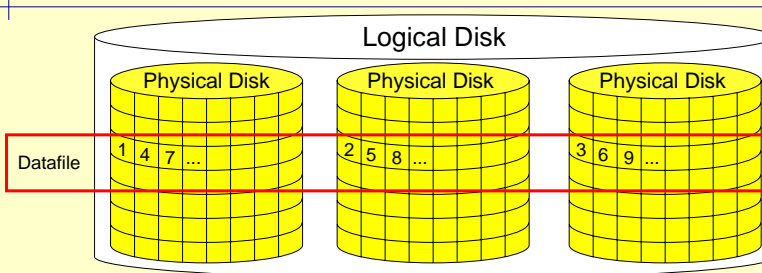 Logical Disk
Physical Disk Physical Disk Physical Disk
Datafile
1 4 7 ... 2 5 8 ... 3 6 9 ...